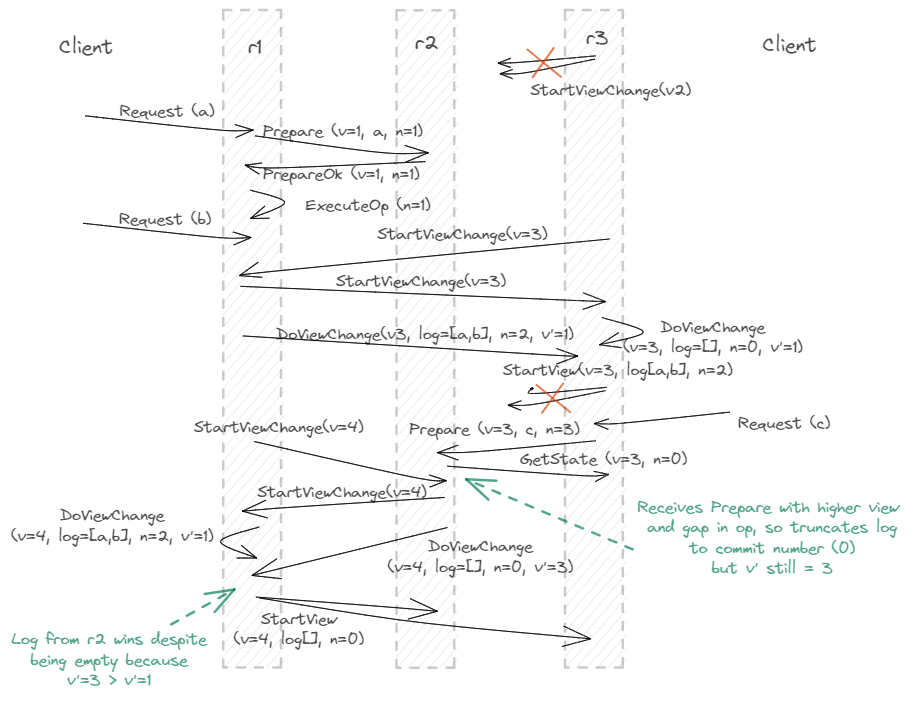 Client
r1
r2
r3
Client
StartViewChange(v2)
Request (a)
Prepare (v=1, a, n=1)
PrepareOk (v=1, n=1)
ExecuteOp (n=1)
Request (b)
StartViewChange(v=3)
StartViewChange(v=3)
DoViewChange(v3, log=[a,b], n=2, v'=1)
DoViewChange
(v=3, log=[], n=0, v'=1)
StartView(v=3, log[a,b], n=2)
Request (c)
Prepare (v=3, c, n=3)
StartViewChange(v=4)
GetState (v=3, n=0)
StartViewChange(v=4)
DoViewChange
(v=4, log=[a,b], n=2, v'=1)
Receives Prepare with higher view
and gap in op, so truncates log
to commit number (0)
but v' still = 3
DoViewChange
(v=4, log=[], n=0, v'=3)
StartView
(v=4, log[], n=0)
Log from r2 wins despite
being empty because
v'=3 > v'=1